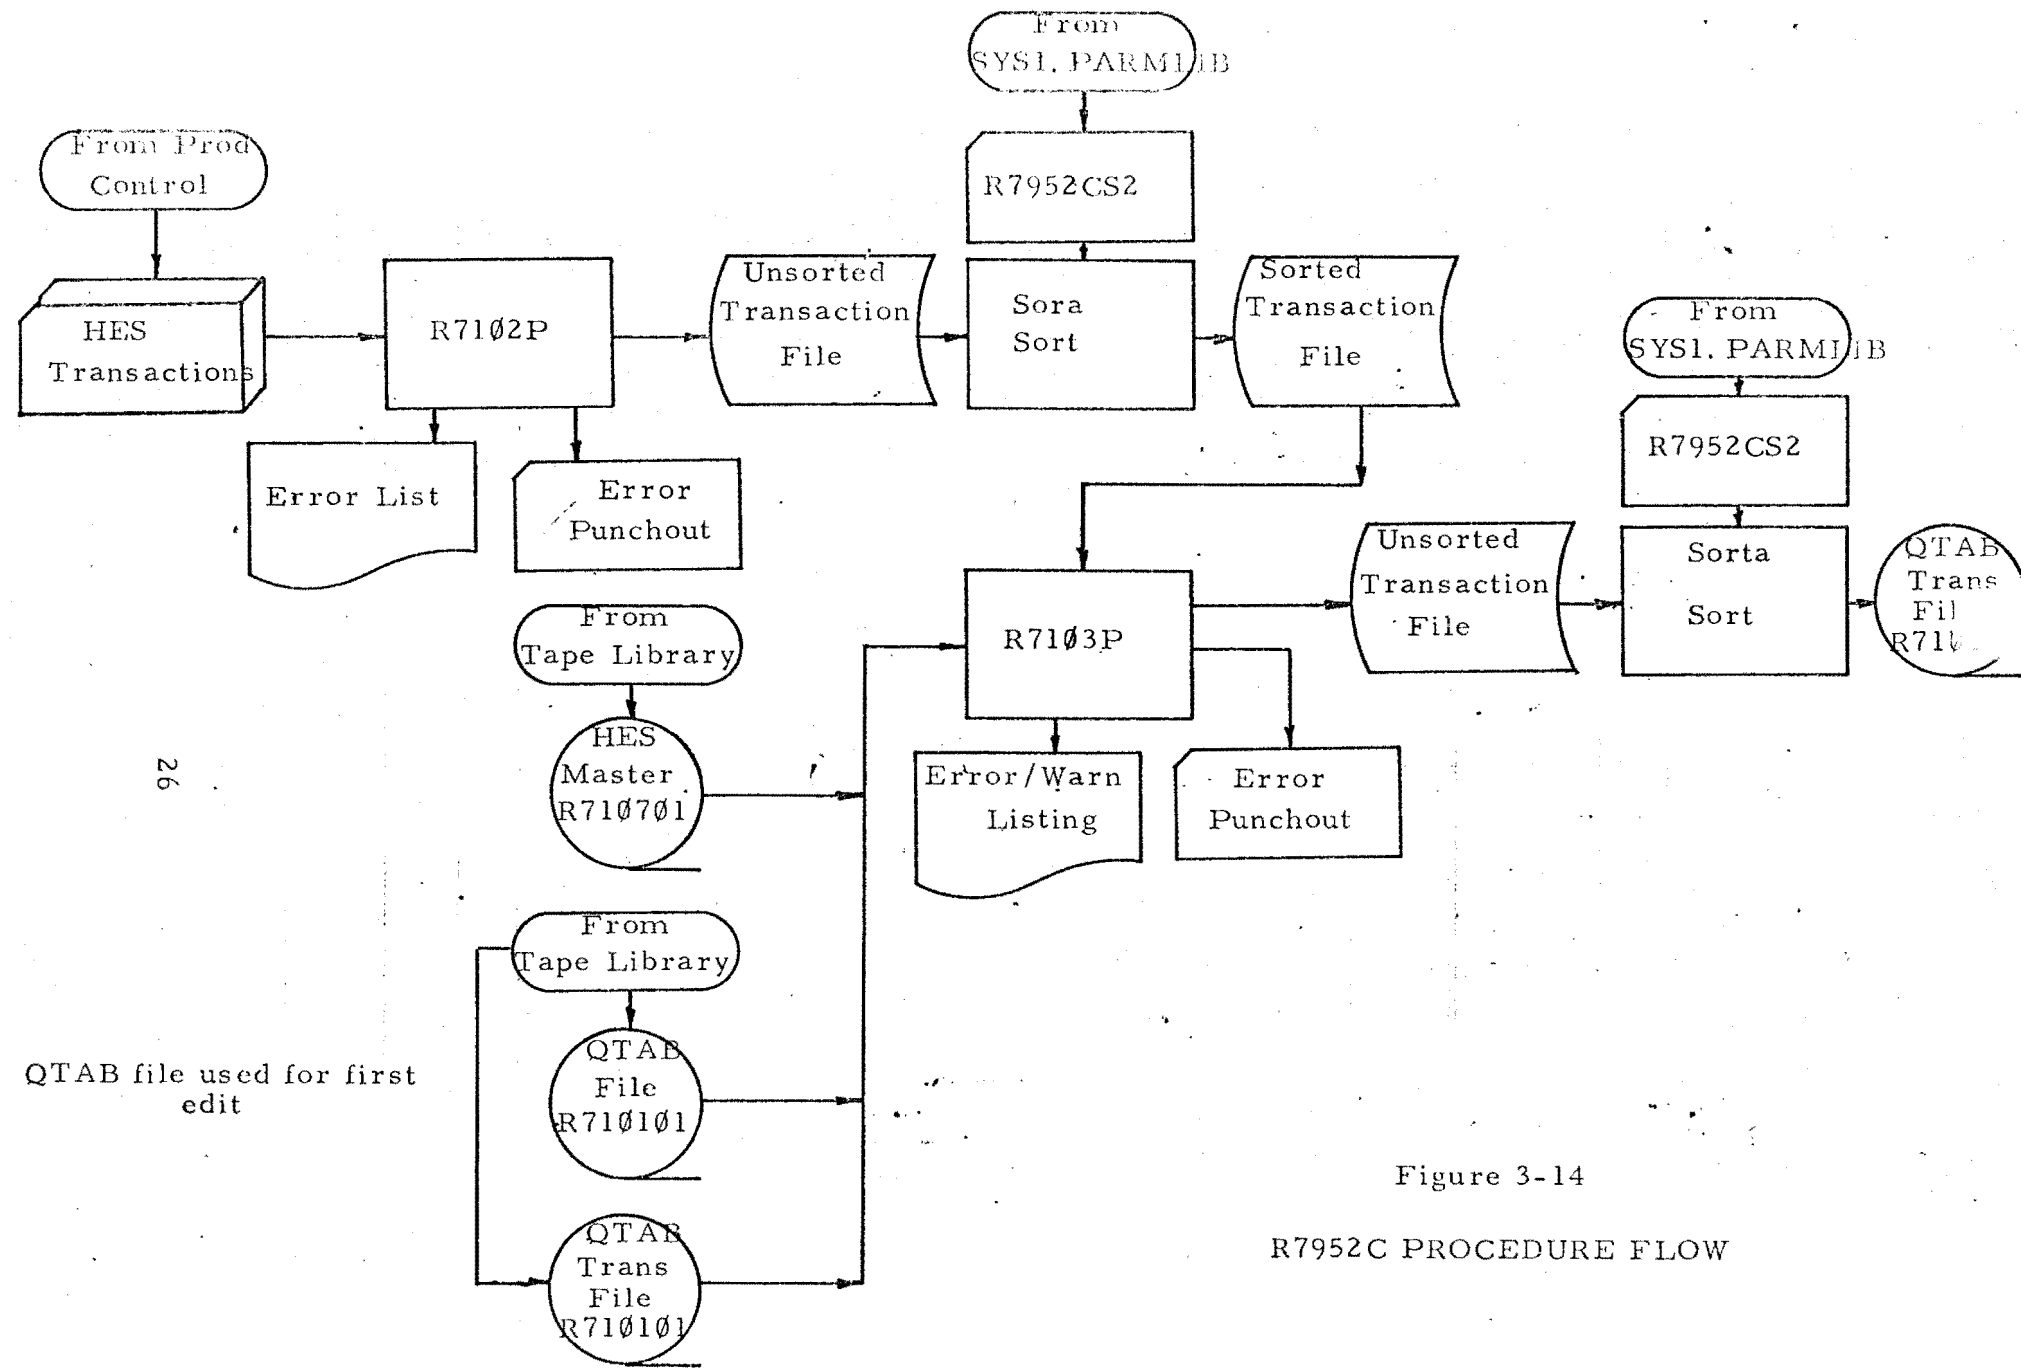 From
SYS1. PARMLIB
From Prod
Control
R7952CS2
HES
Transactions
R71Ø2P
Unsorted
Transaction
File
Sora
Sort
Sorted
Transaction
File
From
SYS1. PARMLIB
R7952CS2
Error List
Error
Punchout
From
Tape Library
R71Ø3P
Unsorted
Transaction
File
Sorta
Sort
QTAB
Trans
HES
Master
R71Ø7Ø1
Error/Warn
Listing
Error
Punchout
26
From
Tape Library
QTAB
File
R71Ø1Ø1
QTAB file used for first
edit
QTAB
Trans
File
R71Ø1Ø1
Figure 3-14
R7952C PROCEDURE FLOW